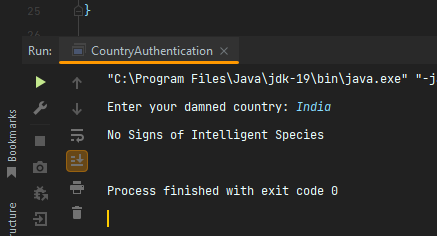 25
}
Run:
CountryAuthentication
"C:\Program Files\Java\jdk-19\bin\java.exe" "-j
Enter your damned country: India
No Signs of Intelligent Species
Process finished with exit code 0
Bookmarks
ructure